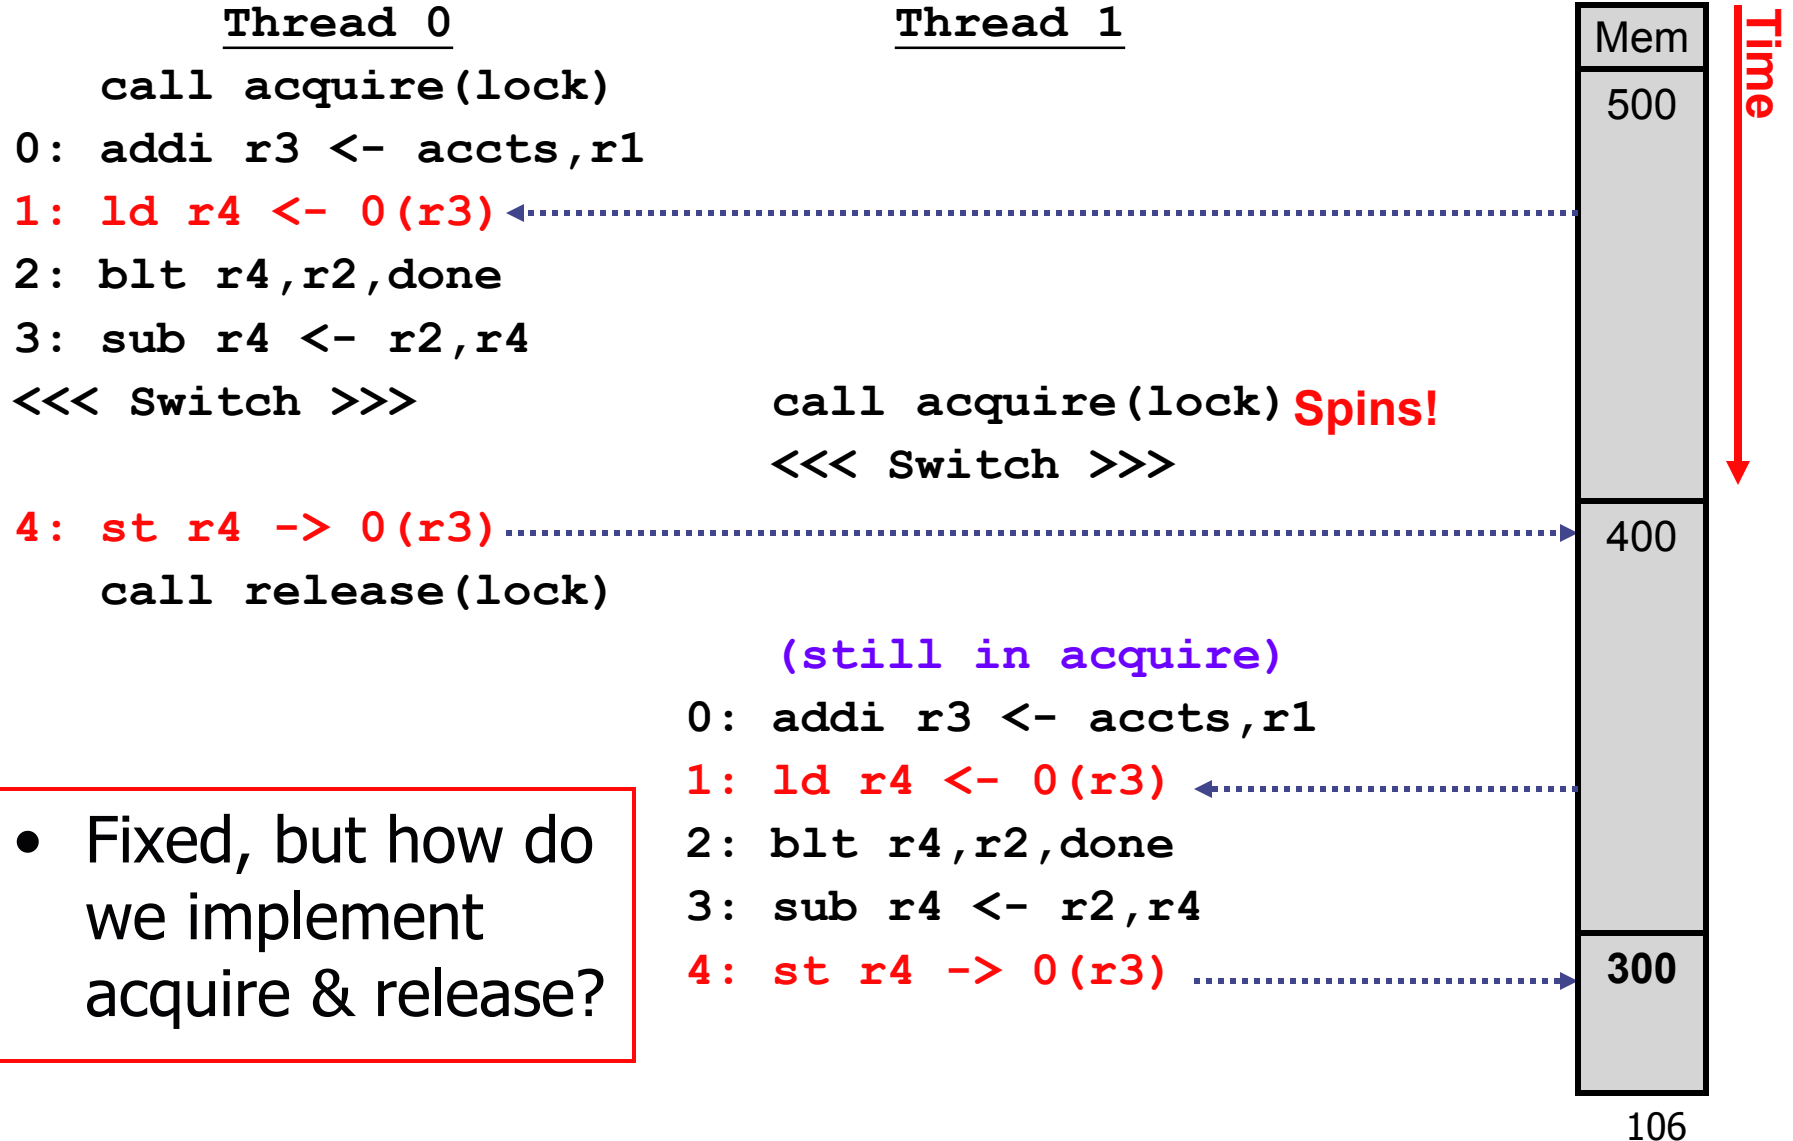 Thread 0
call acquire(lock)
0: addi r3 <- accts,r1
1: ld r4 <- 0(r3)
2: blt r4,r2,done
3: sub r4 <- r2,r4
<<< Switch >>>
4: st r4 -> 0(r3)
call release(lock)
Thread 1
call acquire(lock) Spins!
<<< Switch >>>
(still in acquire)
0: addi r3 <- accts,r1
1: ld r4 <- 0(r3)
2: blt r4,r2,done
3: sub r4 <- r2,r4
4: st r4 -> 0(r3)
Mem
500
400
300
Time
• Fixed, but how do
we implement
acquire & release?
106